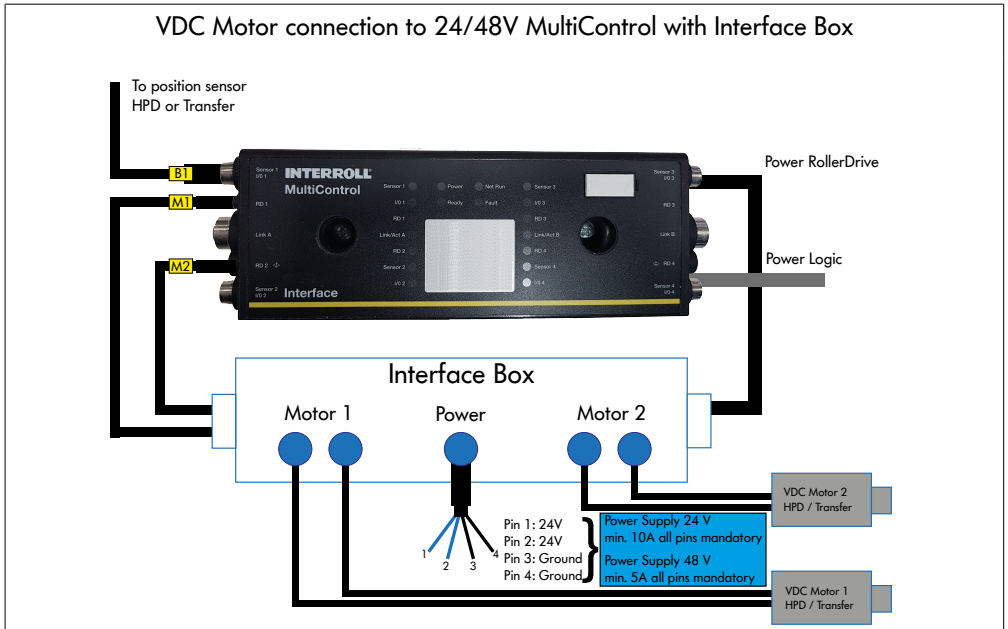 VDC Motor connection to 24/48V MultiControl with Interface Box
To position sensor
HPD or Transfer
B1
M1
M2
Sensor 1
I/O 1
RD 1
Link A
RD 2
Sensor 2
I/O 2
INTERROLL
MultiControl
Interface
Sensor 1
I/O 1
RD 1
Link/Act A
RD 2
Sensor 2
I/O 2
Power
Net Run
Ready
Fault
Sensor 3
I/O 3
RD 3
Link/Act B
RD 4
Sensor 4
I/O 4
Sensor 3
I/O 3
RD 3
Link B
RD 4
Sensor 4
I/O 4
Power RollerDrive
Power Logic
Interface Box
Motor 1
Power
Motor 2
1
2
3
4
Pin 1: 24V
Pin 2: 24V
Pin 3: Ground
Pin 4: Ground
Power Supply 24 V
min. 10A all pins mandatory
Power Supply 48 V
min. 5A all pins mandatory
VDC Motor 2
HPD / Transfer
VDC Motor 1
HPD / Transfer